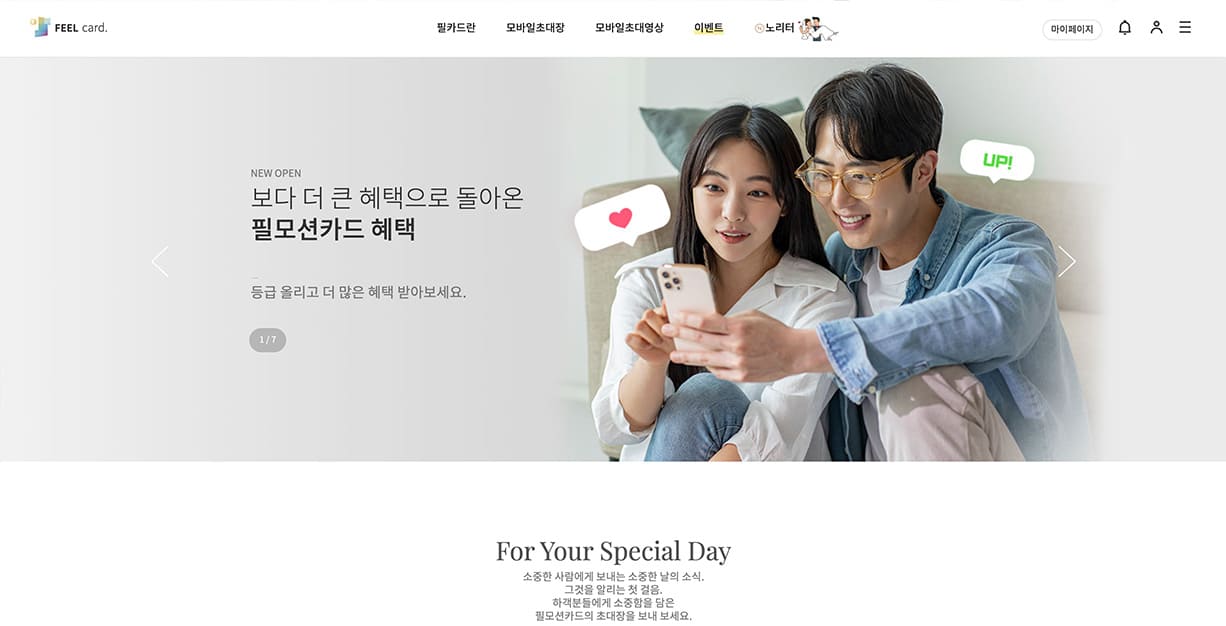 FEEL card.
필카드란
모바일초대장
모바일초대영상
이벤트
노리터
마이페이지
NEW OPEN
보다 더 큰 혜택으로 돌아온
필모션카드 혜택
등급 올리고 더 많은 혜택 받아보세요.
1 / 7
UP!
For Your Special Day
소중한 사람에게 보내는 소중한 날의 소식.
그것을 알리는 첫 걸음.
하객분들에게 소중함을 담은
필모션카드의 초대장을 보내 보세요.